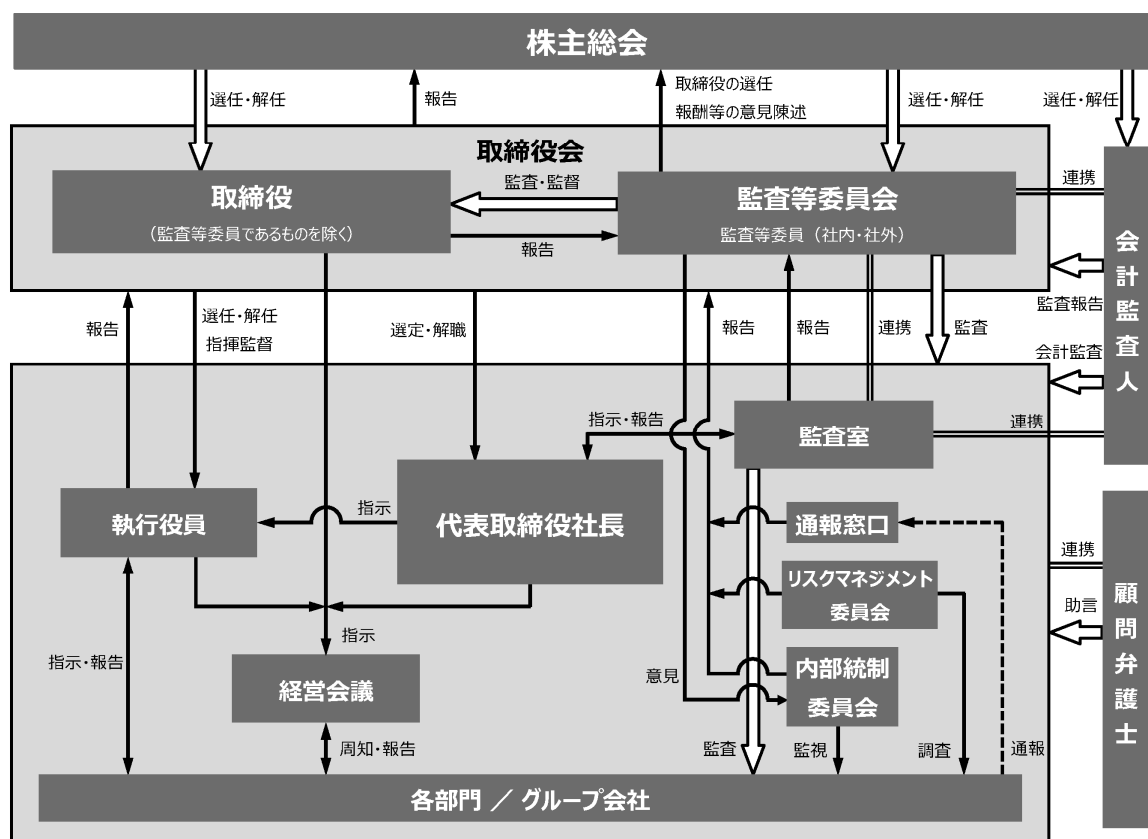 株主総会
選任・解任
報告
取締役の選任
報酬等の意見陳述
選任・解任
選任・解任
取締役会
取締役
（監査等委員であるものを除く）
監査・監督
報告
監査等委員会
監査等委員（社内・社外）
連携
会計監査人
監査報告
会計監査
報告
選任・解任
指揮監督
選定・解職
報告
報告
連携
監査
指示・報告
監査室
連携
執行役員
指示
代表取締役社長
通報窓口
リスクマネジメント
委員会
連携
助言
顧問弁護士
指示・報告
指示
経営会議
意見
内部統制
委員会
周知・報告
監査
監視
調査
通報
各部門 ／ グループ会社